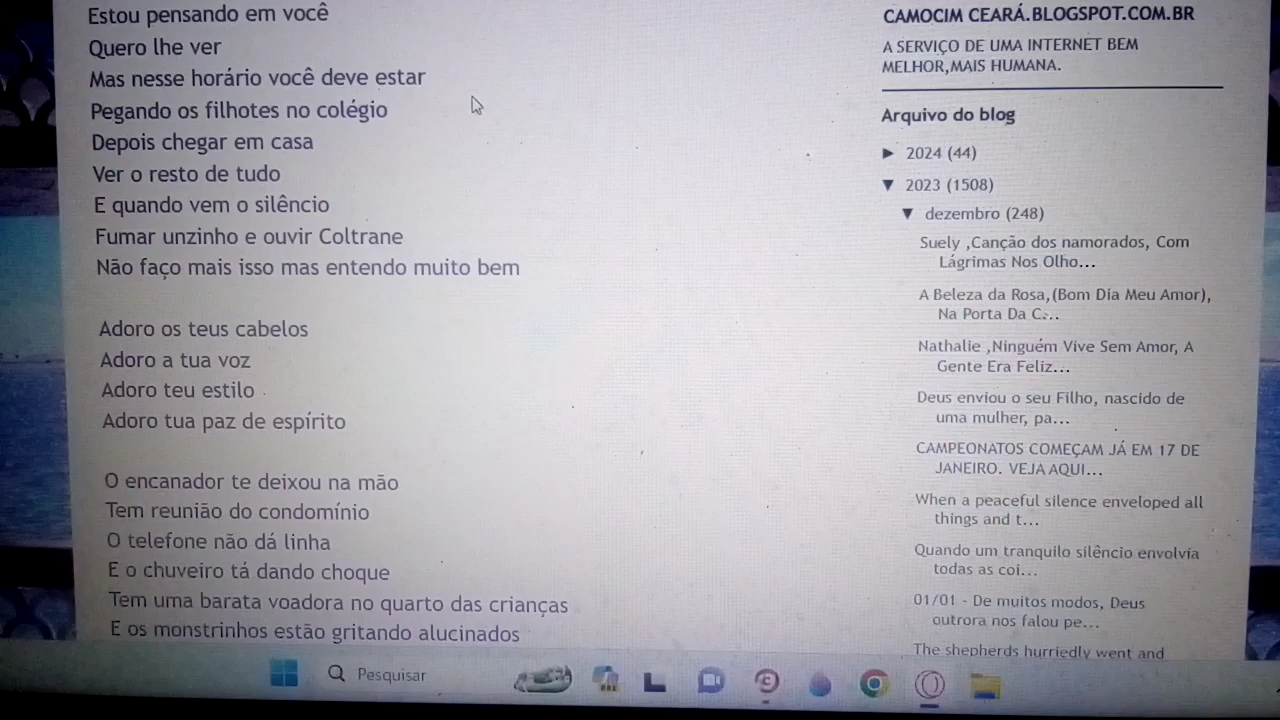 Estou pensando em você
Quero lhe ver
Mas nesse horário você deve estar
Pegando os filhotes no colégio
Depois chegar em casa
Ver o resto de tudo
E quando vem o silêncio
Fumar unzinho e ouvir Coltrane
Não faço mais isso mas entendo muito bem
Adoro os teus cabelos
Adoro a tua voz
Adoro teu estilo
Adoro tua paz de espírito
O encanador te deixou na mão
Tem reunião do condomínio
O telefone não dá linha
E o chuveiro tá dando choque
Tem uma barata voadora no quarto das crianças
E os monstrinhos estão gritando alucinados
CAMOCIM CEARÁ.BLOGSPOT.COM.BR
A SERVIÇO DE UMA INTERNET BEM
MELHOR,MAIS HUMANA.
Arquivo do blog
► 2024 (44)
▼ 2023 (1508)
▼ dezembro (248)
Suely ,Canção dos namorados, Com
Lágrimas Nos Olho...
A Beleza da Rosa,(Bom Dia Meu Amor),
Na Porta Da C...
Nathalie ,Ninguém Vive Sem Amor, A
Gente Era Feliz...
Deus enviou o seu Filho, nascido de
uma mulher, pa...
CAMPEONATOS COMEÇAM JÁ EM 17 DE
JANEIRO. VEJA AQUI...
When a peaceful silence enveloped all
things and t...
Quando um tranquilo silêncio envolvia
todas as coi...
01/01 - De muitos modos, Deus
outrora nos falou pe...
The shepherds hurriedly went and
Pesquisar